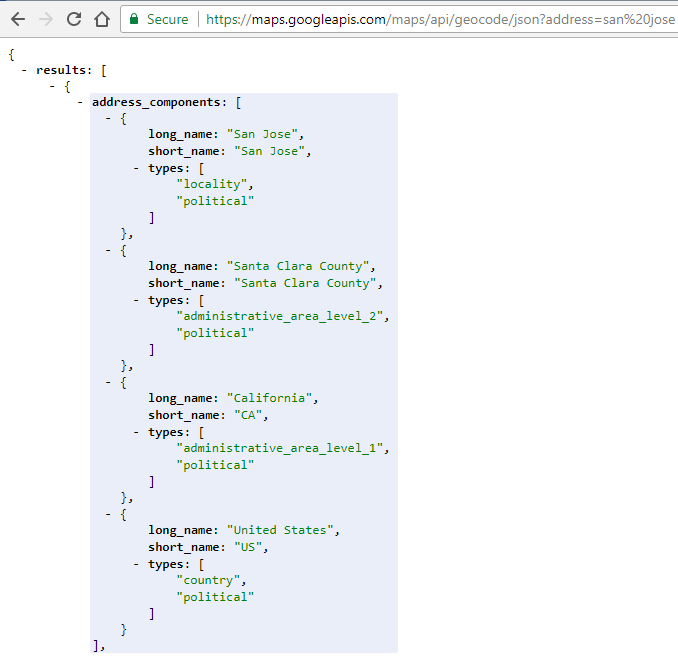 Secure | https://maps.googleapis.com/maps/api/geocode/json?address=san%20jose
{
- results: [
- {
- address_components: [
- {
long_name: "San Jose",
short_name: "San Jose",
- types: [
"locality",
"political"
]
},
- {
long_name: "Santa Clara County",
short_name: "Santa Clara County",
- types: [
"administrative_area_level_2",
"political"
]
},
- {
long_name: "California",
short_name: "CA",
- types: [
"administrative_area_level_1",
"political"
]
},
- {
long_name: "United States",
short_name: "US",
- types: [
"country",
"political"
]
}
],